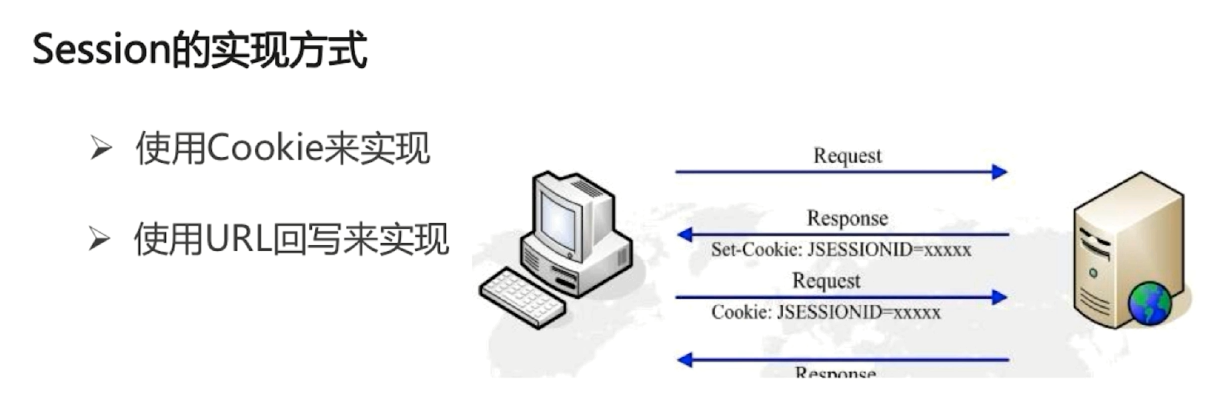 Session的实现方式
➢ 使用Cookie来实现
➢ 使用URL回写来实现
Request
Response
Set-Cookie: JSESSIONID=xxxxx
Request
Cookie: JSESSIONID=xxxxx
Response